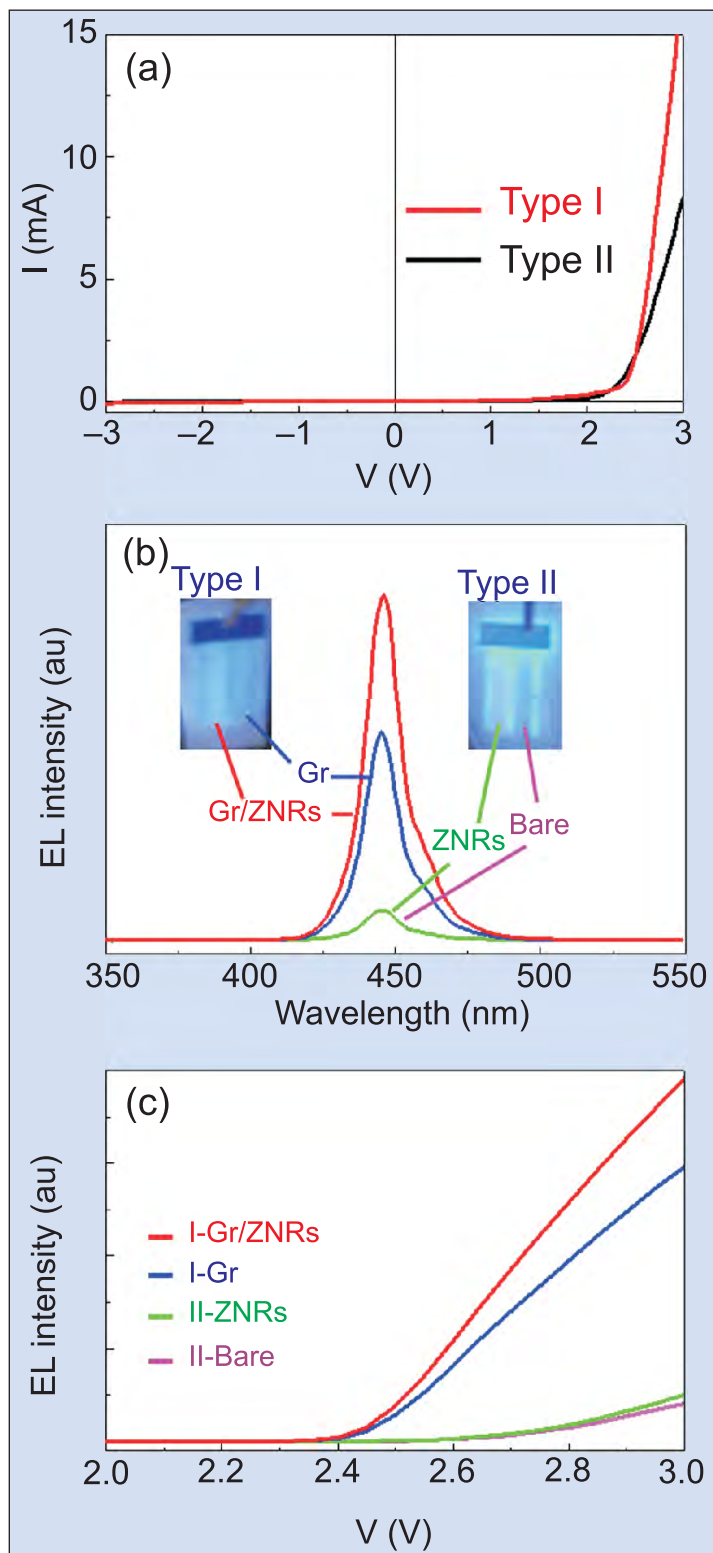 (a)
15
10
5
0
I (mA)
Type I
Type II
–3 –2 –1 0 1 2 3
V (V)
(b)
Type I Type II
EL intensity (au)
Gr
Gr/ZNRs
Bare
ZNRs
350 400 450 500 550
Wavelength (nm)
(c)
EL intensity (au)
I-Gr/ZNRs
I-Gr
II-ZNRs
II-Bare
2.0 2.2 2.4 2.6 2.8 3.0
V (V)